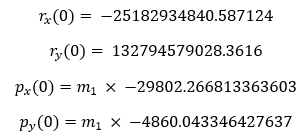 r_x(0) = −25182934840.587124
r_y(0) = 132794579028.3616
p_x(0) = m_1 × −29802.266813363603
p_y(0) = m_1 × −4860.043346427637